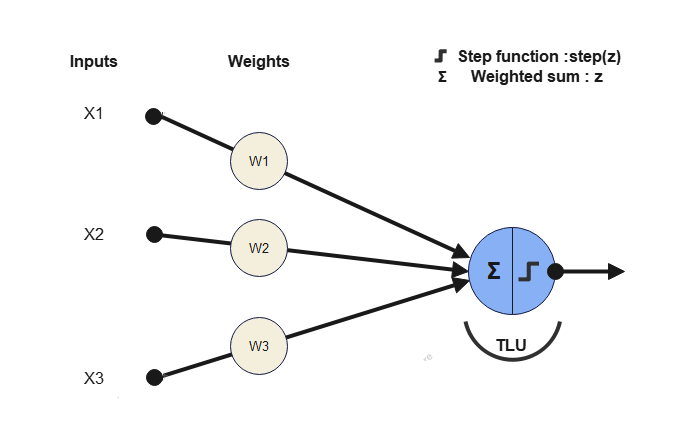 Inputs
Weights
Step function :step(z)
Σ Weighted sum : z
X1
W1
X2
W2
Σ
W3
TLU
X3